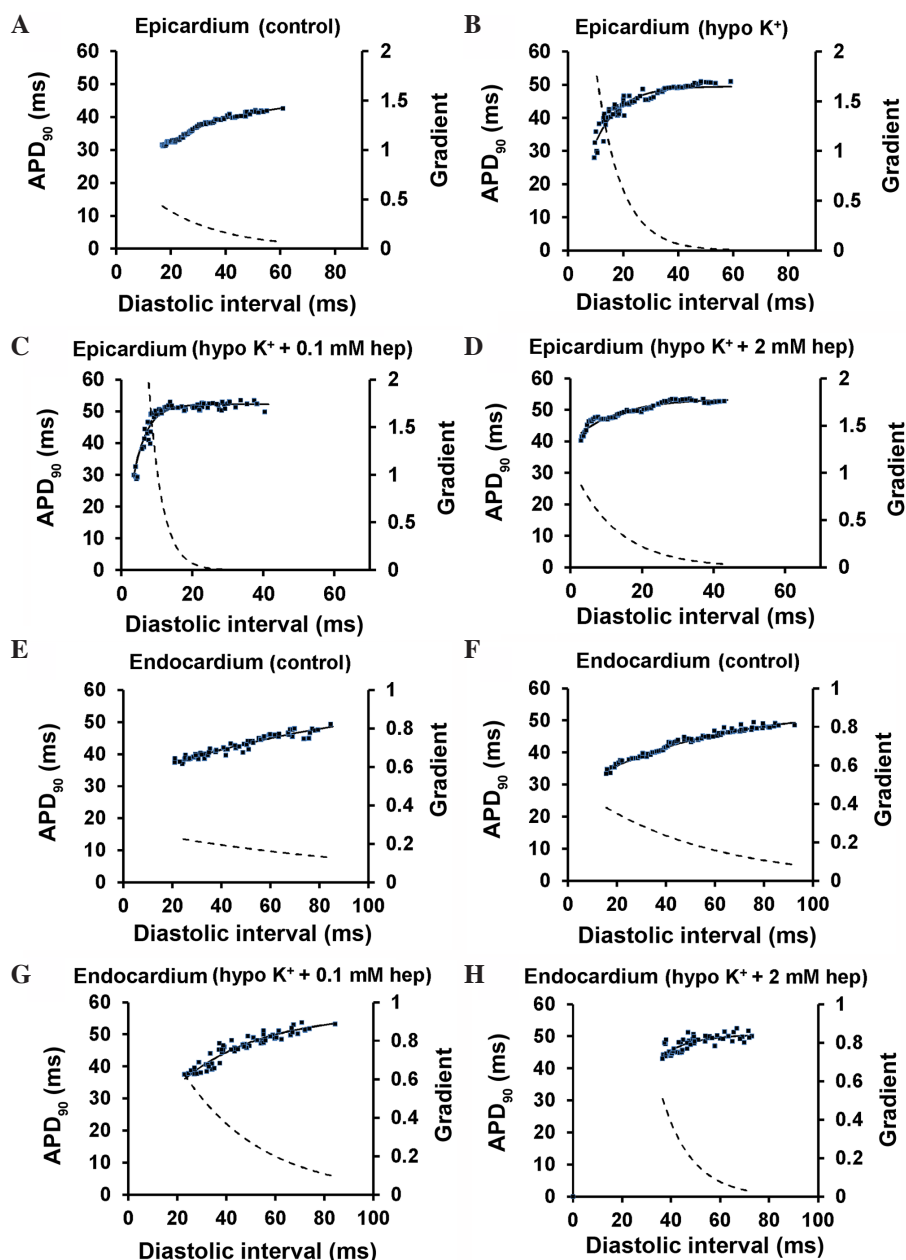 A Epicardium (control)
60
50
40
30
20
10
0
APD90 (ms)
2
1.5
1
0.5
0
Gradient
0 20 40 60 80
Diastolic interval (ms)
B Epicardium (hypo K+)
60
50
40
30
20
10
0
APD90 (ms)
2
1.5
1
0.5
0
Gradient
0 20 40 60 80
Diastolic interval (ms)
C Epicardium (hypo K+ + 0.1 mM hep)
60
50
40
30
20
10
0
APD90 (ms)
2
1.5
1
0.5
0
Gradient
0 20 40 60
Diastolic interval (ms)
D Epicardium (hypo K+ + 2 mM hep)
60
50
40
30
20
10
0
APD90 (ms)
2
1.5
1
0.5
0
Gradient
0 20 40 60
Diastolic interval (ms)
E Endocardium (control)
60
50
40
30
20
10
0
APD90 (ms)
1
0.8
0.6
0.4
0.2
0
Gradient
0 20 40 60 80 100
Diastolic interval (ms)
F Endocardium (control)
60
50
40
30
20
10
0
APD90 (ms)
1
0.8
0.6
0.4
0.2
0
Gradient
0 20 40 60 80 100
Diastolic interval (ms)
G Endocardium (hypo K+ + 0.1 mM hep)
60
50
40
30
20
10
0
APD90 (ms)
1
0.8
0.6
0.4
0.2
0
Gradient
0 20 40 60 80 100
Diastolic interval (ms)
H Endocardium (hypo K+ + 2 mM hep)
60
50
40
30
20
10
0
APD90 (ms)
1
0.8
0.6
0.4
0.2
0
Gradient
0 20 40 60 80 100
Diastolic interval (ms)